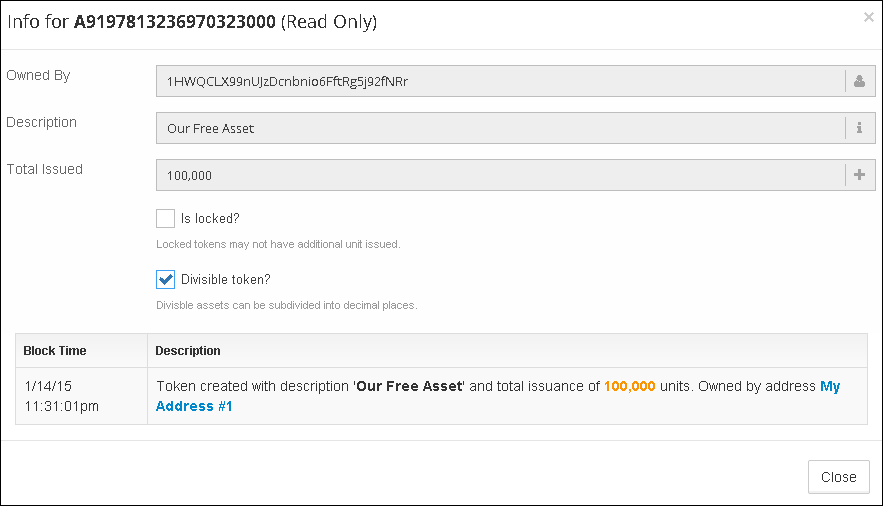 Info for A9197813236970323000 (Read Only)
×
Owned By
1HWQCLX99nUJzDcnbnio6FftRg5j92fNRr
Description
Our Free Asset
Total Issued
100,000
Is locked?
Locked tokens may not have additional unit issued.
Divisible token?
Divisble assets can be subdivided into decimal places.
Block Time
Description
1/14/15
11:31:01pm
Token created with description 'Our Free Asset' and total issuance of 100,000 units. Owned by address My
Address #1
Close